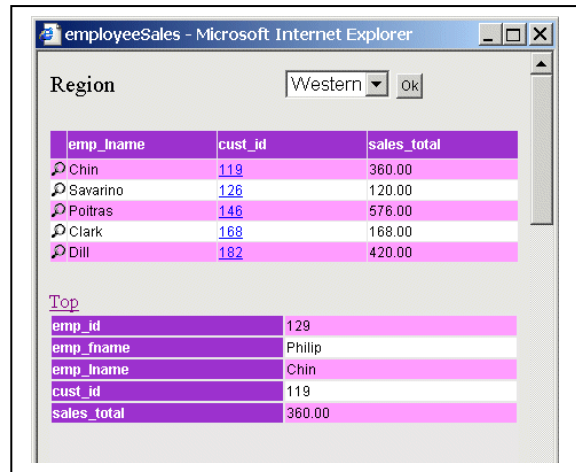 employeeSales - Microsoft Internet Explorer
Region Western Ok
emp_lname cust_id sales_total
Chin 119 360.00
Savarino 126 120.00
Poitras 146 576.00
Clark 168 168.00
Dill 182 420.00
Top
emp_id 129
emp_fname Philip
emp_lname Chin
cust_id 119
sales_total 360.00